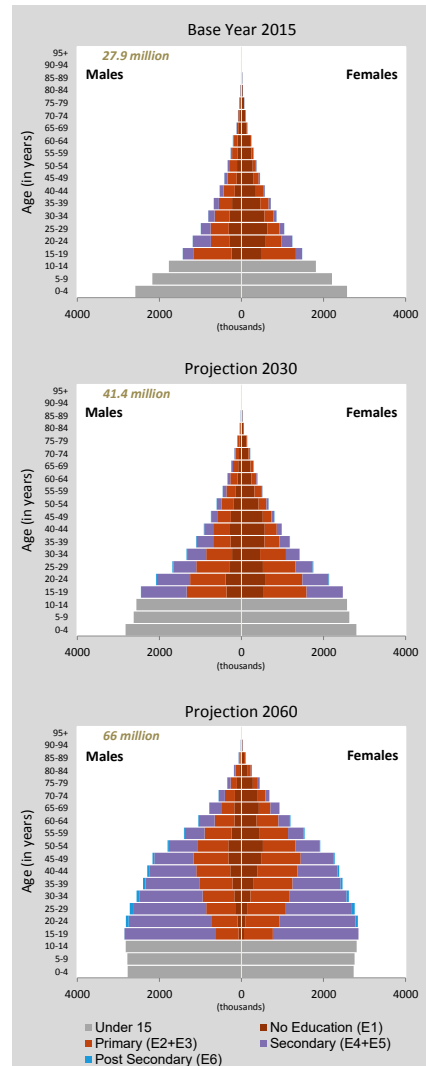 Base Year 2015
27.9 million
Males Females
Age (in years)
95+
90-94
85-89
80-84
75-79
70-74
65-69
60-64
55-59
50-54
45-49
40-44
35-39
30-34
25-29
20-24
15-19
10-14
5-9
0-4
4000 2000 0 2000 4000
(thousands)
Projection 2030
41.4 million
Males Females
Age (in years)
95+
90-94
85-89
80-84
75-79
70-74
65-69
60-64
55-59
50-54
45-49
40-44
35-39
30-34
25-29
20-24
15-19
10-14
5-9
0-4
4000 2000 0 2000 4000
(thousands)
Projection 2060
66 million
Males Females
Age (in years)
95+
90-94
85-89
80-84
75-79
70-74
65-69
60-64
55-59
50-54
45-49
40-44
35-39
30-34
25-29
20-24
15-19
10-14
5-9
0-4
4000 2000 0 2000 4000
(thousands)
Under 15 No Education (E1)
Primary (E2+E3) Secondary (E4+E5)
Post Secondary (E6)